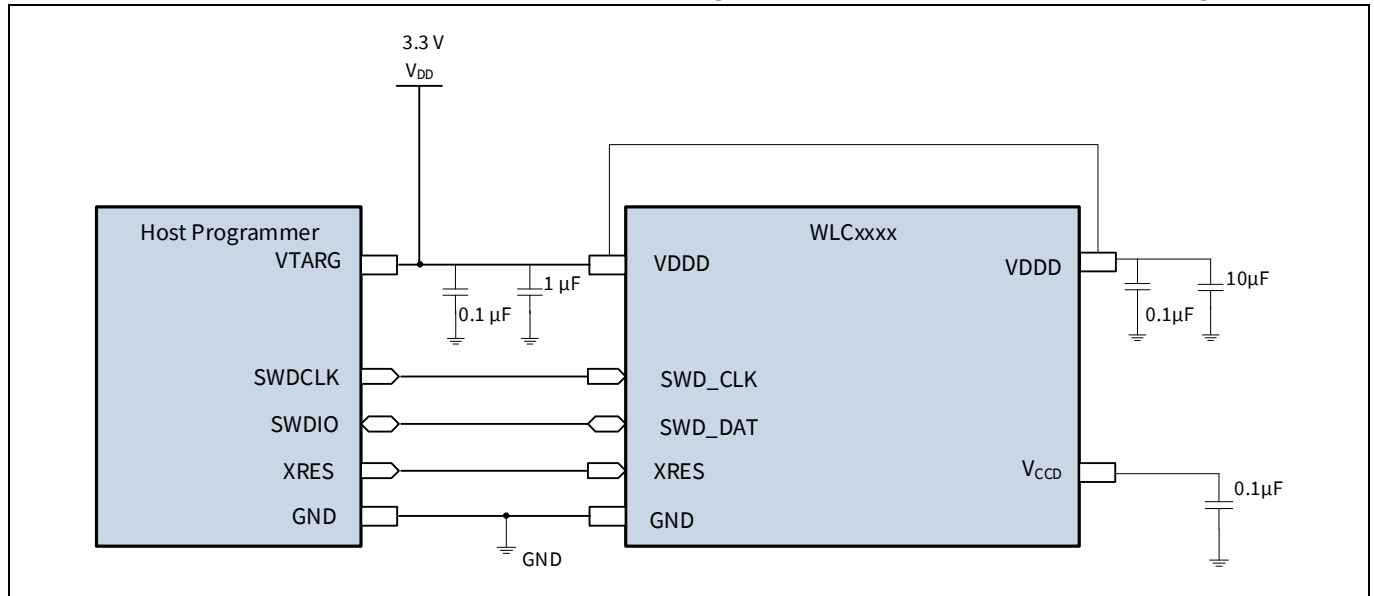 3.3 V
VDD
Host Programmer
WLCxxxx
VTARG
VDDD
VDDD
1 µF
10µF
0.1 µF
0.1µF
SWDCLK
SWD_CLK
SWDIO
SWD_DAT
XRES
XRES
VCCD
0.1µF
GND
GND
GND